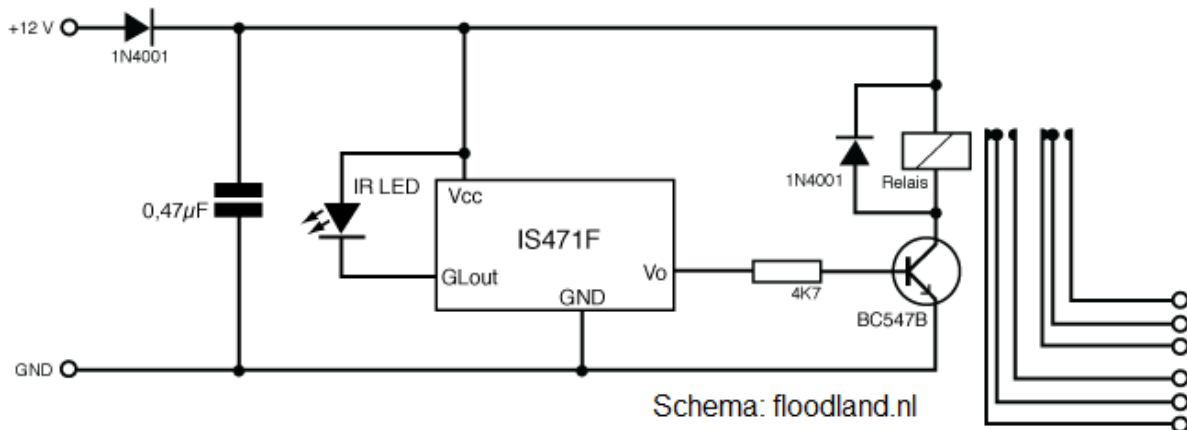 +12 V
1N4001
IR LED
Vcc
1N4001
Relais
0,47µF
IS471F
GLout
Vo
GND
4K7
BC547B
GND
Schema: floodland.nl